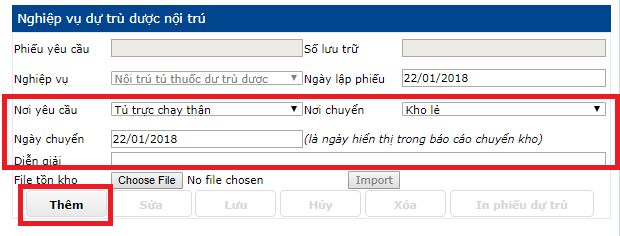 Nghiệp vụ dự trù dược nội trú
Phiếu yêu cầu Số lưu trữ
Nghiệp vụ Nội trú tủ thuốc dự trù dược Ngày lập phiếu 22/01/2018
Nơi yêu cầu Tủ trực chạy thận Nơi chuyển Kho lẻ
Ngày chuyển 22/01/2018 (là ngày hiển thị trong báo cáo chuyển kho)
Diễn giải
File tồn kho Choose File No file chosen Import
Thêm Sửa Lưu Hủy Xóa In phiếu dự trù